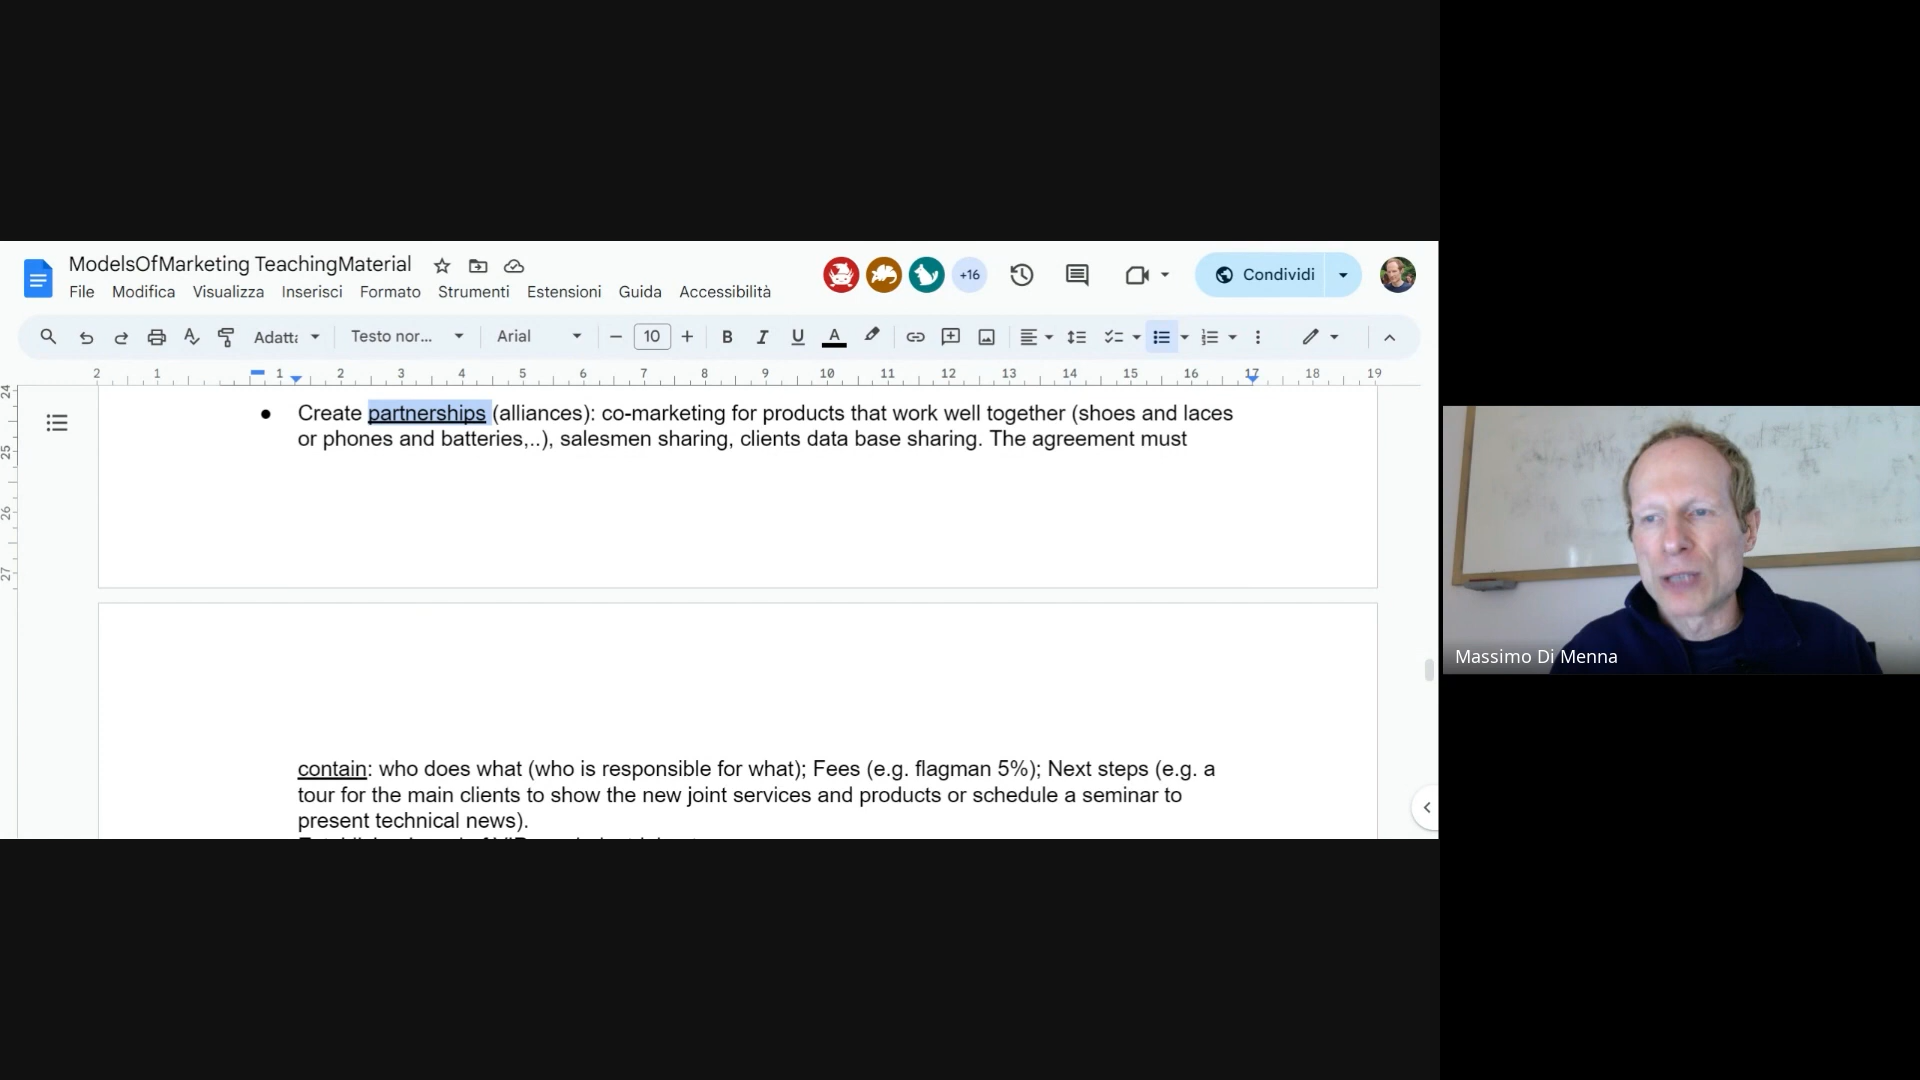 ModelsOfMarketing TeachingMaterial
File Modifica Visualizza Inserisci Formato Strumenti Estensioni Guida Accessibilità
+16
Condividi
Adatta Testo nor... Arial 10 B I U A
2 1 1 2 3 4 5 6 7 8 9 10 11 12 13 14 15 16 17 18 19
24
25
26
27
● Create partnerships (alliances): co-marketing for products that work well together (shoes and laces
or phones and batteries,..), salesmen sharing, clients data base sharing. The agreement must
contain: who does what (who is responsible for what); Fees (e.g. flagman 5%); Next steps (e.g. a
tour for the main clients to show the new joint services and products or schedule a seminar to
present technical news).
Massimo Di Menna